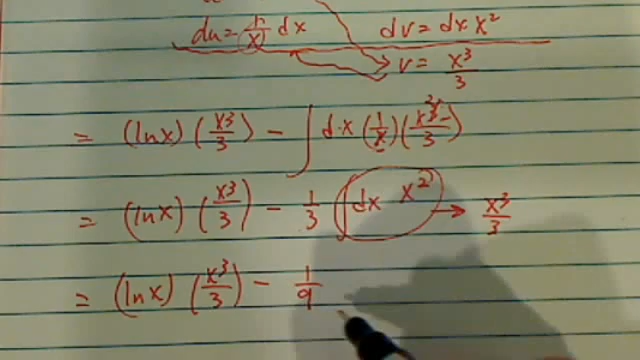 du = 1/x dx dv = dx x²
v = x³/3
= (ln x) (x³/3) - ∫ dx (1/x) (x³/3)
= (ln x) (x³/3) - 1/3 ∫ dx x² → x³/3
= (ln x) (x³/3) - 1/9